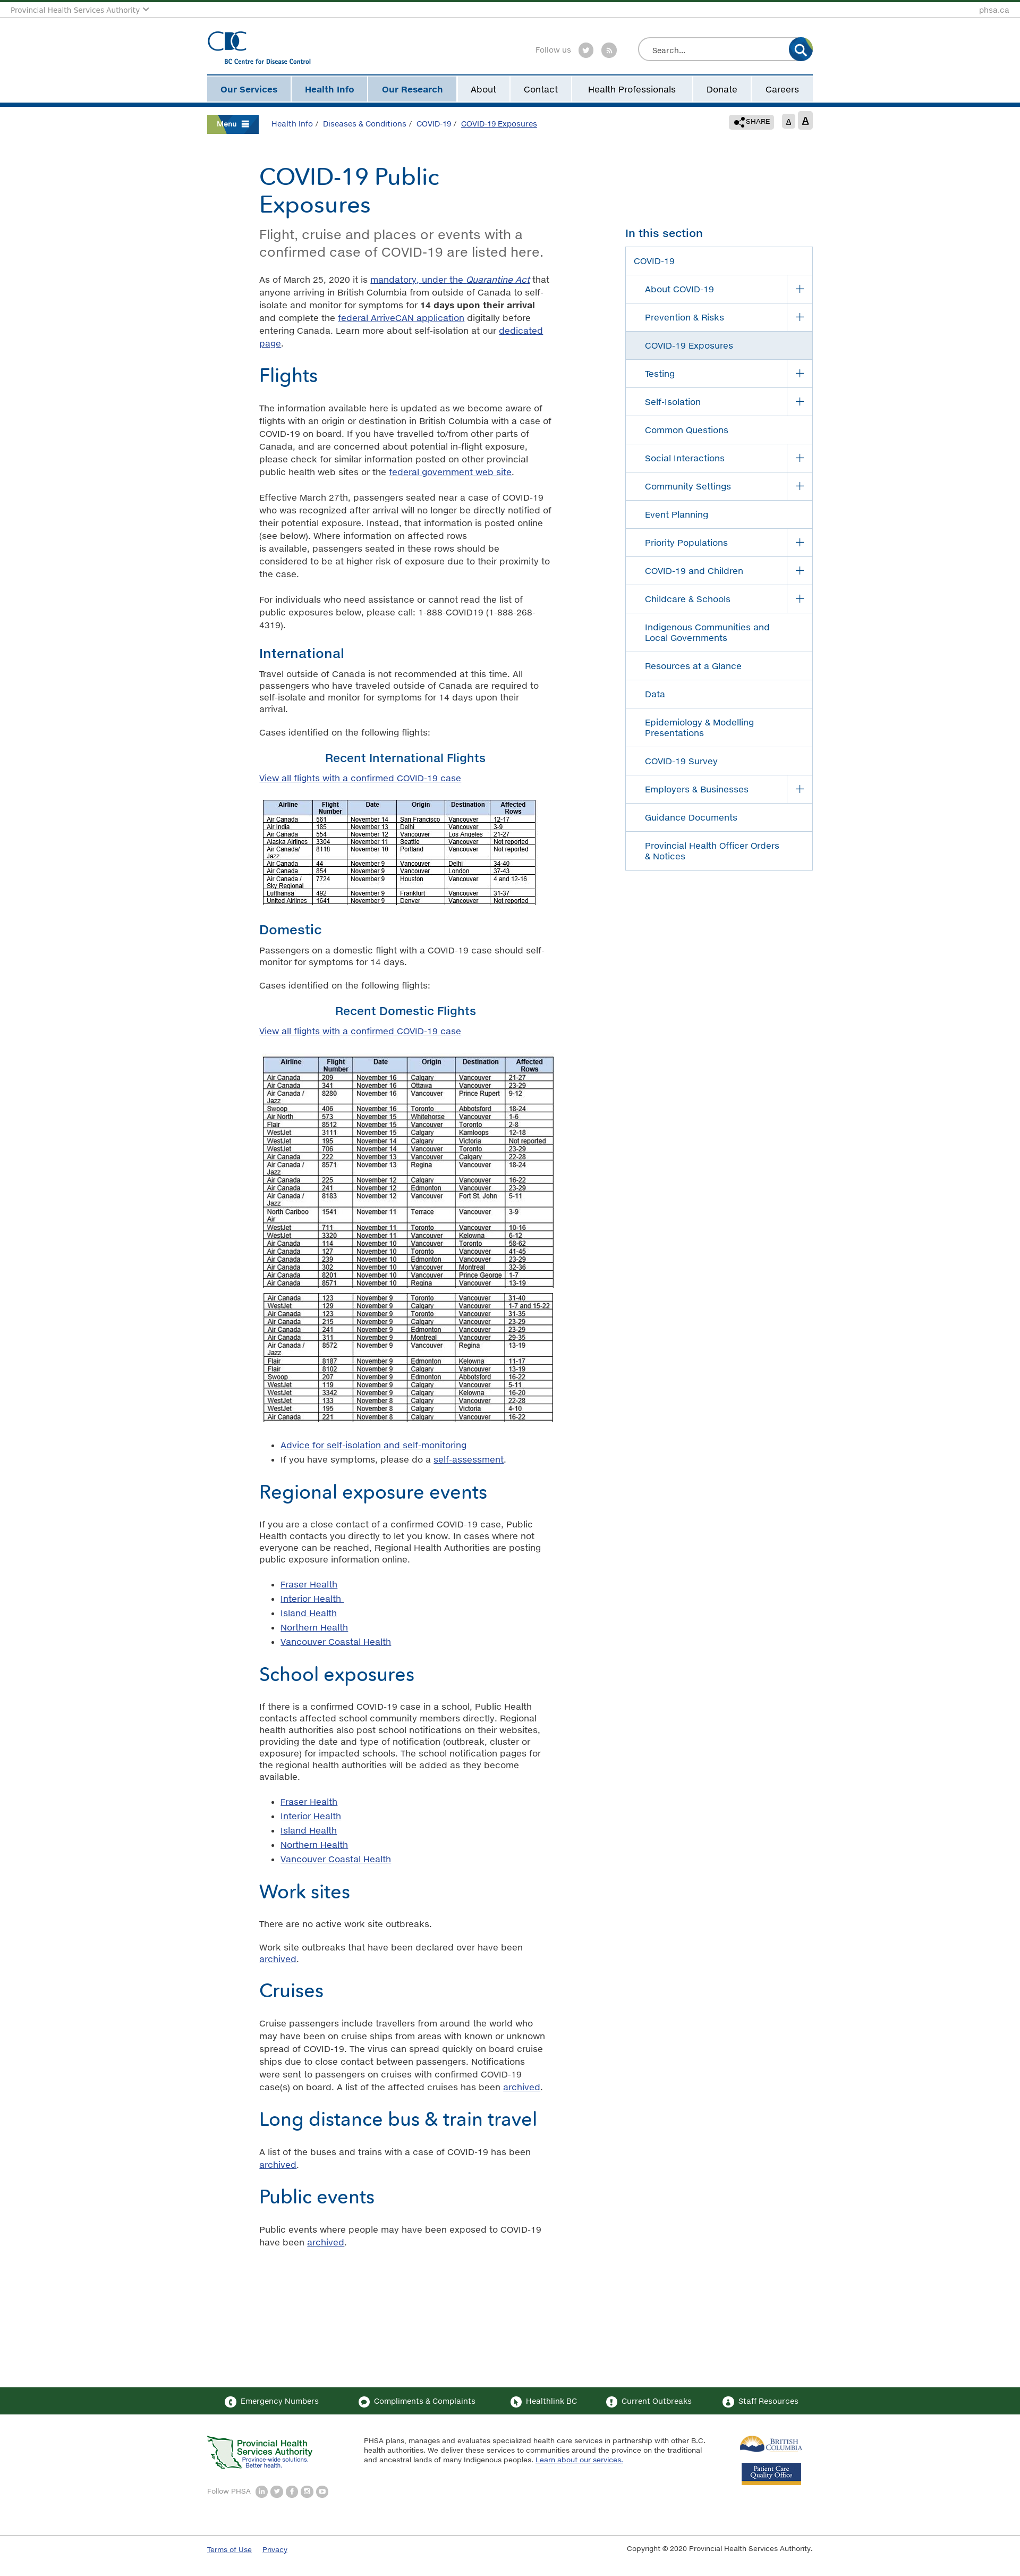 Provincial Health Services Authority
phsa.ca
BC Centre for Disease Control
Follow us
Search...
Our Services Health Info Our Research About Contact Health Professionals Donate Careers
Menu
Health Info / Diseases & Conditions / COVID-19 / COVID-19 Exposures
SHARE A A
COVID-19 Public
Exposures
Flight, cruise and places or events with a
confirmed case of COVID-19 are listed here.
As of March 25, 2020 it is mandatory, under the Quarantine Act that
anyone arriving in British Columbia from outside of Canada to self-
isolate and monitor for symptoms for 14 days upon their arrival
and complete the federal ArriveCAN application digitally before
entering Canada. Learn more about self-isolation at our dedicated
page.
Flights
The information available here is updated as we become aware of
flights with an origin or destination in British Columbia with a case of
COVID-19 on board. If you have travelled to/from other parts of
Canada, and are concerned about potential in-flight exposure,
please check for similar information posted on other provincial
public health web sites or the federal government web site.
Effective March 27th, passengers seated near a case of COVID-19
who was recognized after arrival will no longer be directly notified of
their potential exposure. Instead, that information is posted online
(see below). Where information on affected rows
is available, passengers seated in these rows should be
considered to be at higher risk of exposure due to their proximity to
the case.
For individuals who need assistance or cannot read the list of
public exposures below, please call: 1-888-COVID19 (1-888-268-
4319).
International
Travel outside of Canada is not recommended at this time. All
passengers who have traveled outside of Canada are required to
self-isolate and monitor for symptoms for 14 days upon their
arrival.
Cases identified on the following flights:
Recent International Flights
View all flights with a confirmed COVID-19 case
Airline Flight Number Date Origin Destination Affected Rows
Air Canada 561 November 14 San Francisco Vancouver 12-17
Air India 185 November 13 Delhi Vancouver 3-9
Air Canada 554 November 12 Vancouver Los Angeles 21-27
Alaska Airlines 3304 November 11 Seattle Vancouver Not reported
Air Canada/ Jazz 8118 November 10 Portland Vancouver Not reported
Air Canada 44 November 9 Vancouver Delhi 34-40
Air Canada 854 November 9 Vancouver London 37-43
Air Canada / Sky Regional 7724 November 9 Houston Vancouver 4 and 12-16
Lufthansa 492 November 9 Frankfurt Vancouver 31-37
United Airlines 1641 November 9 Denver Vancouver Not reported
Domestic
Passengers on a domestic flight with a COVID-19 case should self-
monitor for symptoms for 14 days.
Cases identified on the following flights:
Recent Domestic Flights
View all flights with a confirmed COVID-19 case
Airline Flight Number Date Origin Destination Affected Rows
Air Canada 209 November 16 Calgary Vancouver 21-27
Air Canada 341 November 16 Ottawa Vancouver 23-29
Air Canada / Jazz 8280 November 16 Vancouver Prince Rupert 9-12
Swoop 406 November 16 Toronto Abbotsford 18-24
Air North 573 November 15 Whitehorse Vancouver 1-6
Flair 8512 November 15 Vancouver Toronto 2-8
WestJet 3111 November 15 Calgary Kamloops 12-18
WestJet 195 November 14 Calgary Victoria Not reported
WestJet 706 November 14 Vancouver Toronto 23-29
Air Canada 222 November 13 Vancouver Calgary 22-28
Air Canada / Jazz 8571 November 13 Regina Vancouver 18-24
Air Canada 225 November 12 Calgary Vancouver 16-22
Air Canada 241 November 12 Edmonton Vancouver 23-29
Air Canada / Jazz 8183 November 12 Vancouver Fort St. John 5-11
North Cariboo Air 1541 November 11 Terrace Vancouver 3-9
WestJet 711 November 11 Toronto Vancouver 10-16
WestJet 3320 November 11 Vancouver Kelowna 6-12
Air Canada 114 November 10 Vancouver Toronto 58-62
Air Canada 127 November 10 Toronto Vancouver 41-45
Air Canada 239 November 10 Edmonton Vancouver 23-29
Air Canada 302 November 10 Vancouver Montreal 32-36
Air Canada 8201 November 10 Vancouver Prince George 1-7
Air Canada 8571 November 10 Regina Vancouver 13-19
Air Canada 123 November 9 Toronto Vancouver 31-40
WestJet 129 November 9 Calgary Vancouver 1-7 and 15-22
Air Canada 123 November 9 Toronto Vancouver 31-35
Air Canada 215 November 9 Calgary Vancouver 23-29
Air Canada 241 November 9 Edmonton Vancouver 23-29
Air Canada 311 November 9 Montreal Vancouver 29-35
Air Canada / Jazz 8572 November 9 Vancouver Regina 13-19
Flair 8187 November 9 Edmonton Kelowna 11-17
Flair 8102 November 9 Calgary Vancouver 13-19
Swoop 207 November 9 Edmonton Abbotsford 16-22
WestJet 119 November 9 Calgary Vancouver 5-11
WestJet 3342 November 9 Calgary Kelowna 16-20
WestJet 133 November 8 Calgary Vancouver 22-28
WestJet 195 November 8 Calgary Victoria 4-10
Air Canada 221 November 8 Calgary Vancouver 16-22
Advice for self-isolation and self-monitoring
If you have symptoms, please do a self-assessment.
Regional exposure events
If you are a close contact of a confirmed COVID-19 case, Public
Health contacts you directly to let you know. In cases where not
everyone can be reached, Regional Health Authorities are posting
public exposure information online.
Fraser Health
Interior Health
Island Health
Northern Health
Vancouver Coastal Health
School exposures
If there is a confirmed COVID-19 case in a school, Public Health
contacts affected school community members directly. Regional
health authorities also post school notifications on their websites,
providing the date and type of notification (outbreak, cluster or
exposure) for impacted schools. The school notification pages for
the regional health authorities will be added as they become
available.
Fraser Health
Interior Health
Island Health
Northern Health
Vancouver Coastal Health
Work sites
There are no active work site outbreaks.
Work site outbreaks that have been declared over have been
archived.
Cruises
Cruise passengers include travellers from around the world who
may have been on cruise ships from areas with known or unknown
spread of COVID-19. The virus can spread quickly on board cruise
ships due to close contact between passengers. Notifications
were sent to passengers on cruises with confirmed COVID-19
case(s) on board. A list of the affected cruises has been archived.
Long distance bus & train travel
A list of the buses and trains with a case of COVID-19 has been
archived.
Public events
Public events where people may have been exposed to COVID-19
have been archived.
In this section
COVID-19
About COVID-19
Prevention & Risks
COVID-19 Exposures
Testing
Self-Isolation
Common Questions
Social Interactions
Community Settings
Event Planning
Priority Populations
COVID-19 and Children
Childcare & Schools
Indigenous Communities and
Local Governments
Resources at a Glance
Data
Epidemiology & Modelling
Presentations
COVID-19 Survey
Employers & Businesses
Guidance Documents
Provincial Health Officer Orders
& Notices
Emergency Numbers Compliments & Complaints Healthlink BC Current Outbreaks Staff Resources
Provincial Health
Services Authority
Province-wide solutions.
Better health.
PHSA plans, manages and evaluates specialized health care services in partnership with other B.C.
health authorities. We deliver these services to communities around the province on the traditional
and ancestral lands of many Indigenous peoples. Learn about our services.
BRITISH
COLUMBIA
Patient Care
Quality Office
Follow PHSA
Terms of Use Privacy
Copyright © 2020 Provincial Health Services Authority.